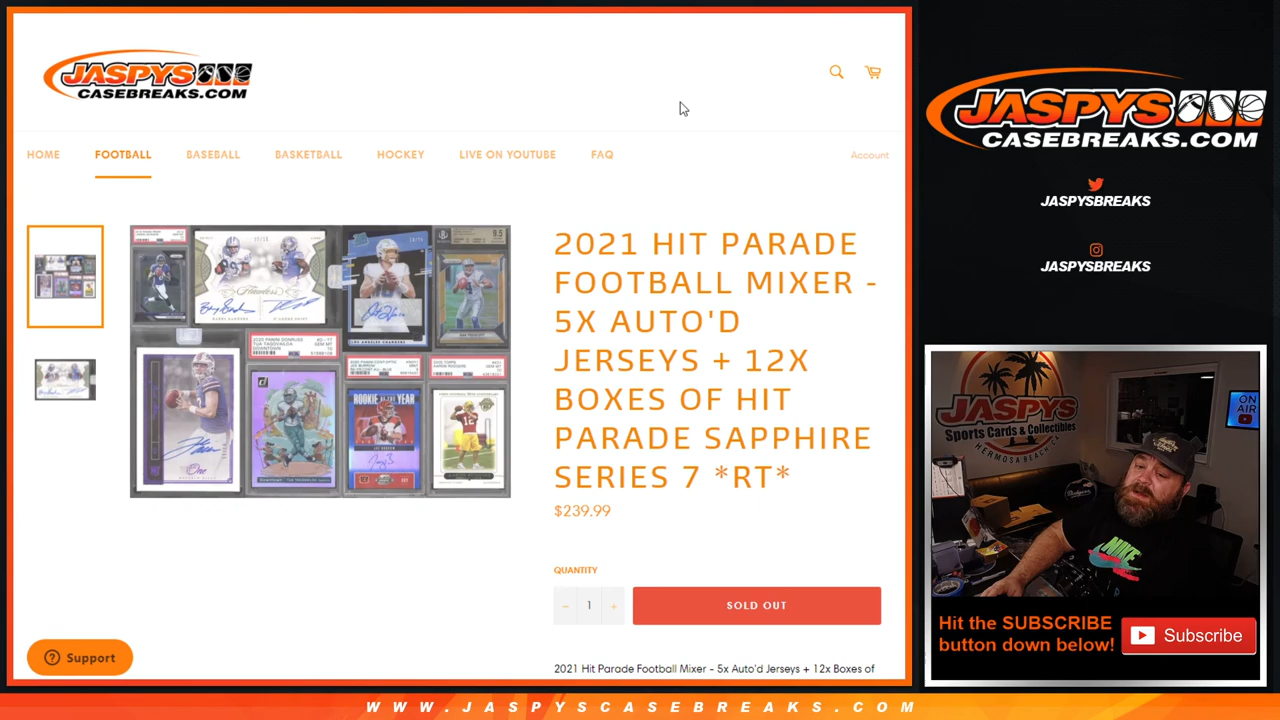 JASPYS
CASEBREAKS.COM
HOME
FOOTBALL
BASEBALL
BASKETBALL
HOCKEY
LIVE ON YOUTUBE
FAQ
Account
2021 HIT PARADE
FOOTBALL MIXER -
5X AUTO'D
JERSEYS + 12X
BOXES OF HIT
PARADE SAPPHIRE
SERIES 7 *RT*
$239.99
QUANTITY
− 1 +
SOLD OUT
2021 Hit Parade Football Mixer - 5x Auto'd Jerseys + 12x Boxes of
Support
JASPYS
CASEBREAKS.COM
JASPYSBREAKS
JASPYSBREAKS
JASPYS
Sports Cards & Collectibles
HERMOSA BEACH
ON
AIR
Hit the SUBSCRIBE
button down below!
Subscribe
WWW.JASPYSCASEBREAKS.COM